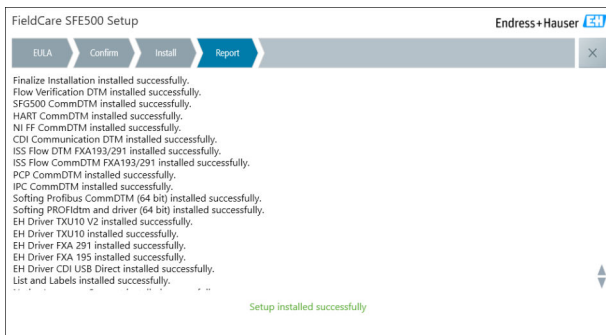 FieldCare SFE500 Setup
Endress+Hauser EH
EULA
Confirm
Install
Report
Finalize Installation installed successfully.
Flow Verification DTM installed successfully.
SFG500 CommDTM installed successfully.
HART CommDTM installed successfully.
NI FF CommDTM installed successfully.
CDI Communication DTM installed successfully.
ISS Flow DTM FXA193/291 installed successfully.
ISS Flow CommDTM FXA193/291 installed successfully.
PCP CommDTM installed successfully.
IPC CommDTM installed successfully.
Softing Profibus CommDTM (64 bit) installed successfully.
Softing PROFIdtm and driver (64 bit) installed successfully.
EH Driver TXU10 V2 installed successfully.
EH Driver TXU10 installed successfully.
EH Driver FXA 291 installed successfully.
EH Driver FXA 195 installed successfully.
EH Driver CDI USB Direct installed successfully.
List and Labels installed successfully.
Setup installed successfully